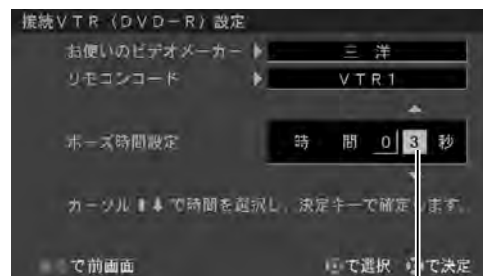 接続VTR(DVD-R)設定
お使いのビデオメーカー ▶ 三 洋
リモコンコード ▶ VTR1
ポーズ時間設定 時 間 0 3 秒
カーソル⬆⬇で時間を選択し、決定キーで確定します。
で前画面 で選択 で決定